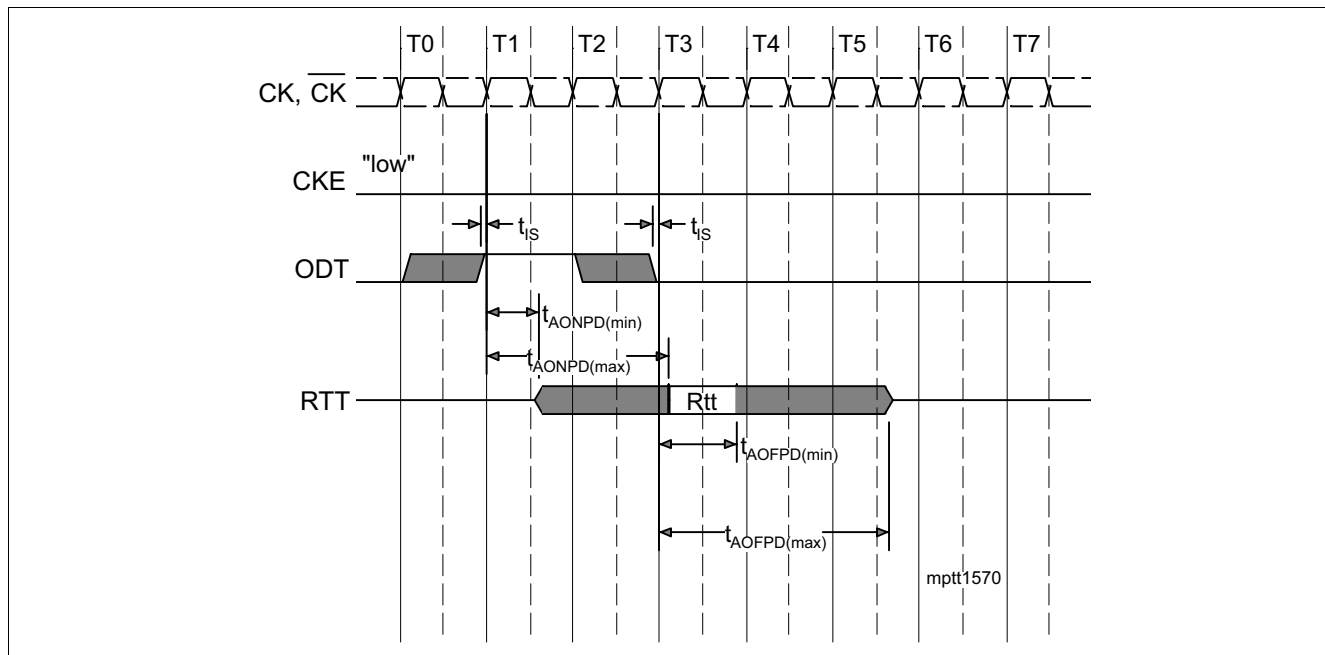 T0 T1 T2 T3 T4 T5 T6 T7
CK, CK
"low"
CKE
tIS tIS
ODT
tAONPD(min)
tAONPD(max)
RTT Rtt
tAOFPD(min)
tAOFPD(max)
mptt1570